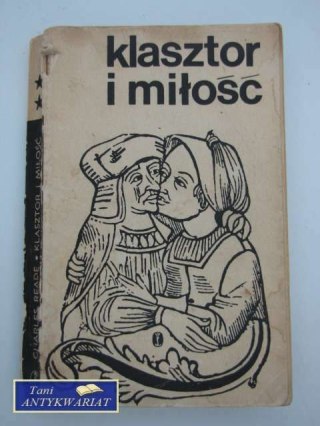 klasztor
i miłość
CHARLES READE • KLASZTOR I MIŁOŚĆ
Tani
ANTYKWARIAT